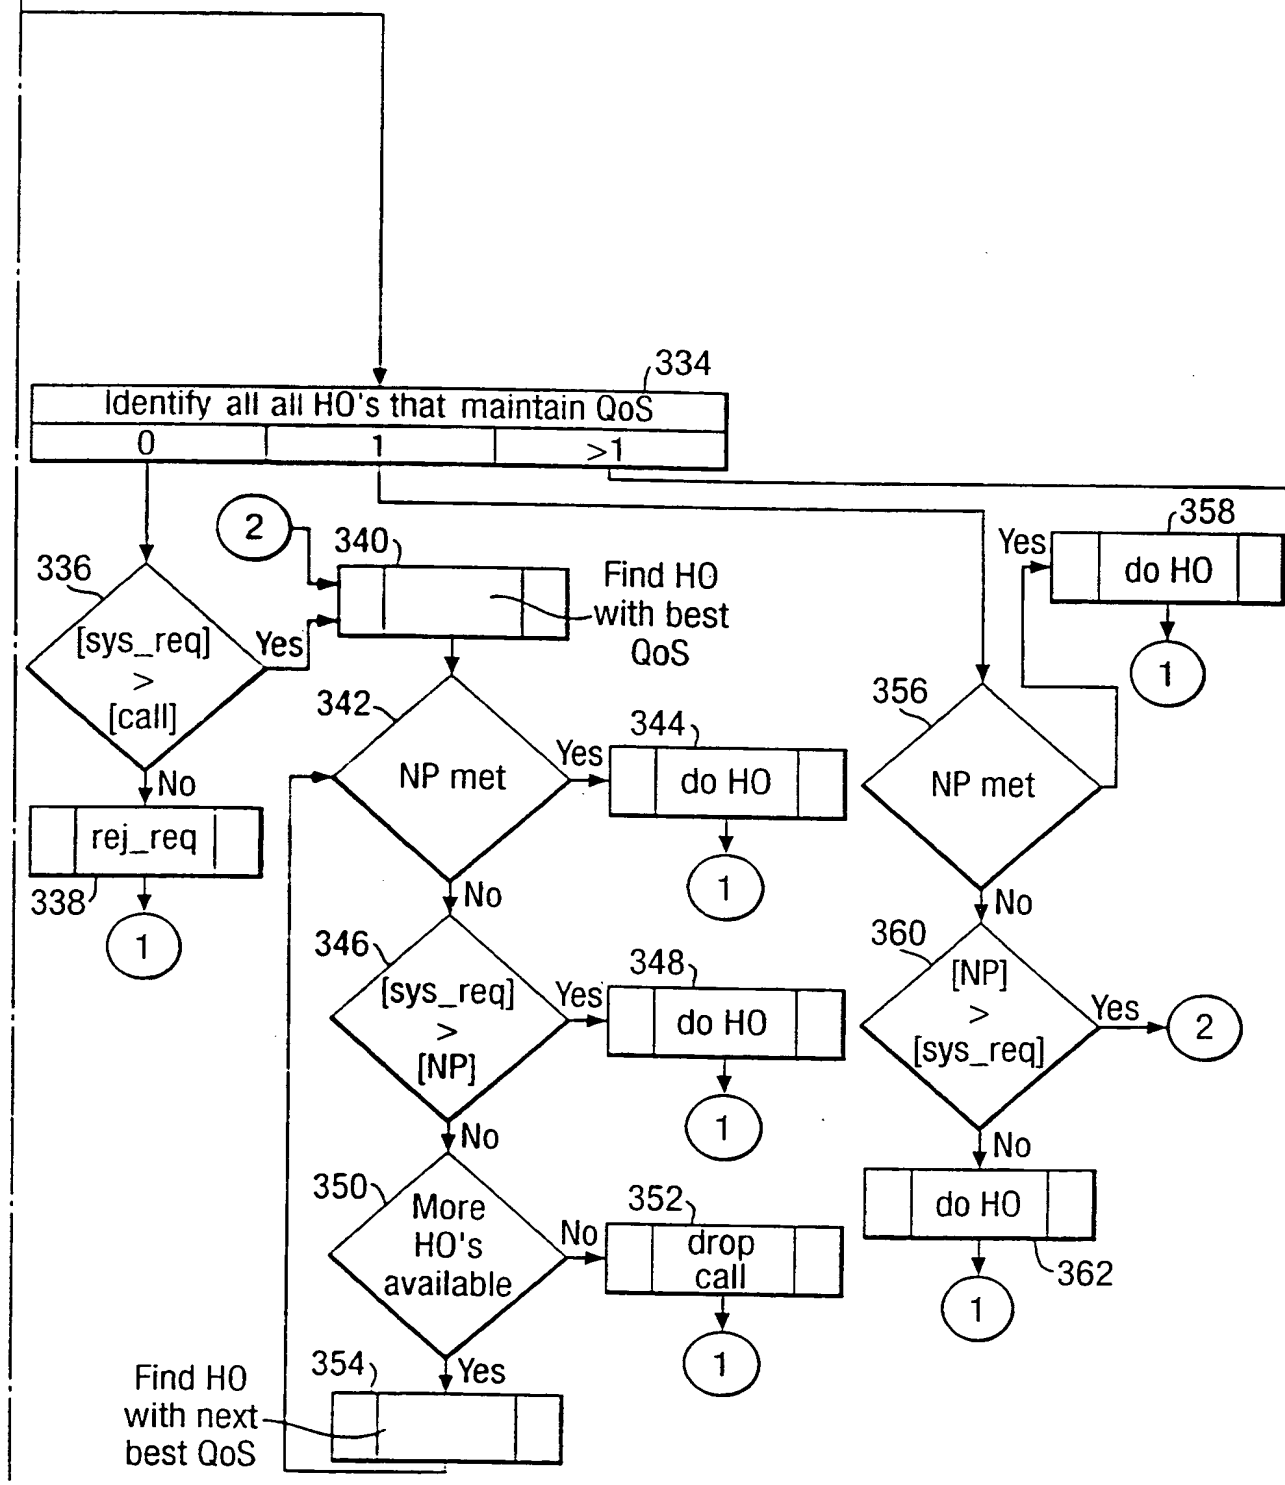 334
Identify all all HO's that maintain QoS
0
1
>1
2
340
Find HO
with best
QoS
358
Yes
do HO
1
336
[sys_req]
>
[call]
Yes
No
rej_req
338
1
342
NP met
Yes
344
do HO
1
No
356
NP met
No
346
[sys_req]
>
[NP]
Yes
348
do HO
1
No
360
[NP]
>
[sys_req]
Yes
2
No
do HO
362
1
350
More
HO's
available
No
352
drop
call
1
Yes
354
Find HO
with next
best QoS